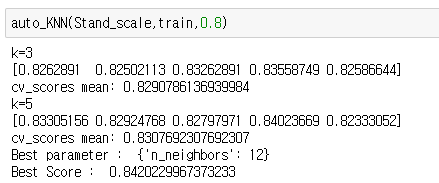 auto_KNN(Stand_scale,train,0.8)
k=3
[0.8262891  0.82502113 0.83262891 0.83558749 0.82586644]
cv_scores mean: 0.8290786136939984
k=5
[0.83305156 0.82924768 0.82797971 0.84023669 0.82333052]
cv_scores mean: 0.8307692307692307
Best parameter :  {'n_neighbors': 12}
Best Score :  0.8420229967373233